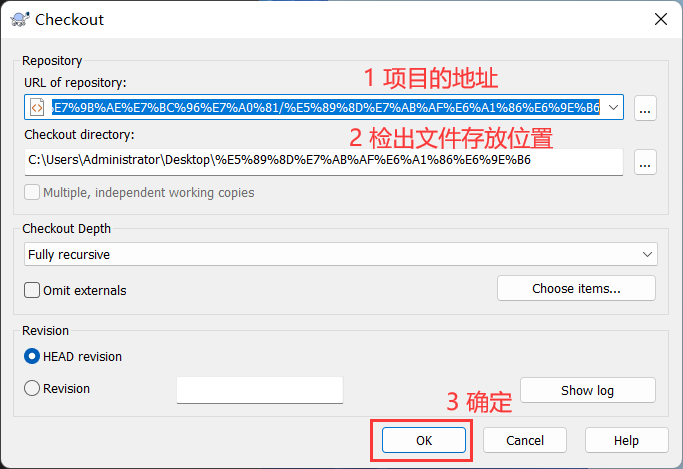 Checkout
Repository
URL of repository:
1 项目的地址
%E7%9B%AE%E7%BC%96%E7%A0%81/%E5%89%8D%E7%AB%AF%E6%A1%86%E6%9E%B6
...
Checkout directory:
2 检出文件存放位置
C:\Users\Administrator\Desktop\%E5%89%8D%E7%AB%AF%E6%A1%86%E6%9E%B6
...
Multiple, independent working copies
Checkout Depth
Fully recursive
Omit externals
Choose items...
Revision
HEAD revision
Revision
Show log
3 确定
OK
Cancel
Help